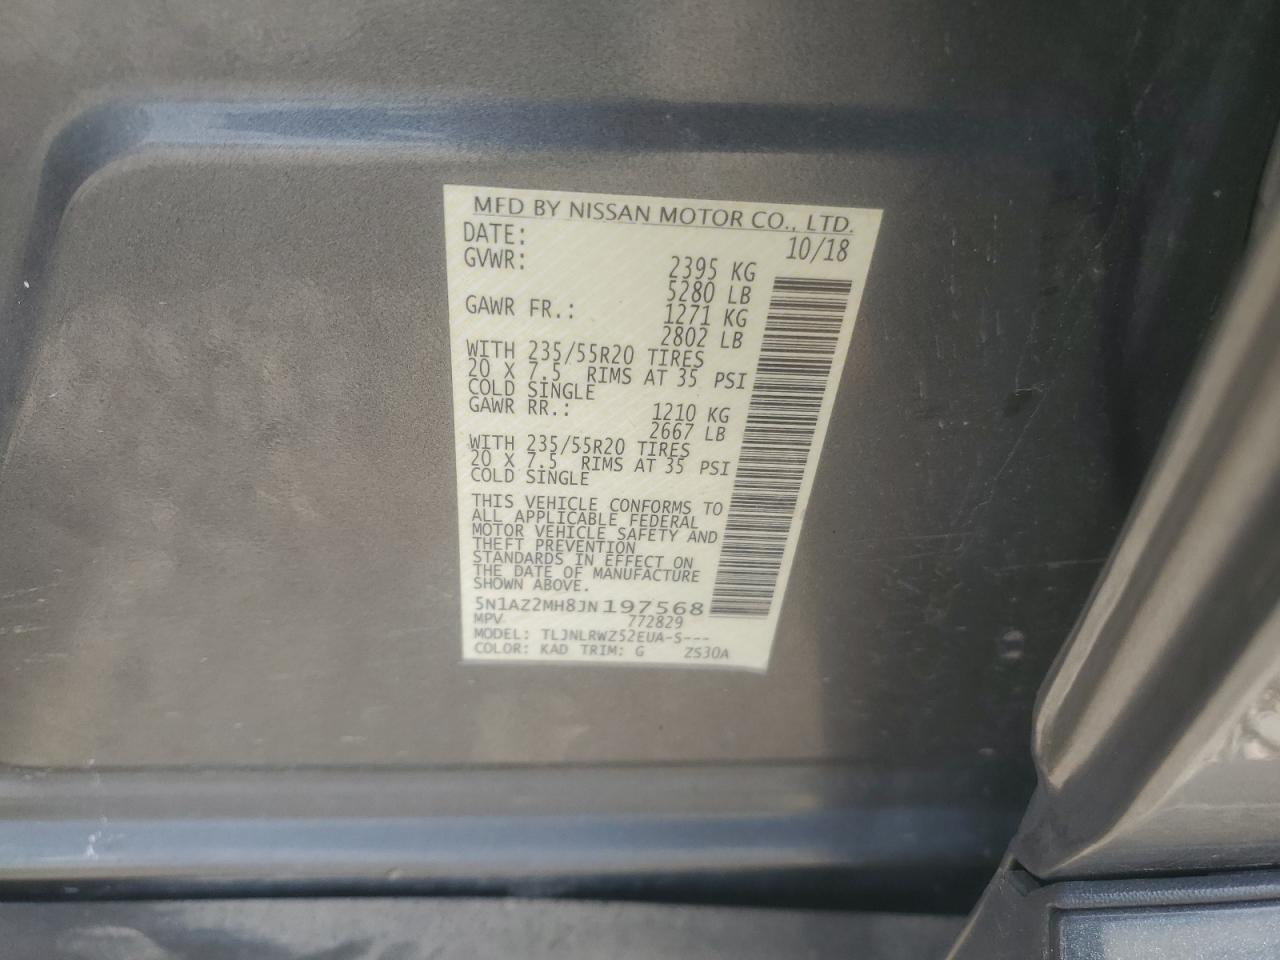 MFD BY NISSAN MOTOR CO., LTD.
DATE: 10/18
GVWR: 2395 KG
5280 LB
GAWR FR.: 1271 KG
2802 LB
WITH 235/55R20 TIRES
20 X 7.5 RIMS AT 35 PSI
COLD SINGLE
GAWR RR.: 1210 KG
2667 LB
WITH 235/55R20 TIRES
20 X 7.5 RIMS AT 35 PSI
COLD SINGLE
THIS VEHICLE CONFORMS TO
ALL APPLICABLE FEDERAL
MOTOR VEHICLE SAFETY AND
THEFT PREVENTION
STANDARDS IN EFFECT ON
THE DATE OF MANUFACTURE
SHOWN ABOVE.
5N1AZ2MH8JN197568
MPV 772829
MODEL: TLJNLRWZ52EUA-S---
COLOR: KAD TRIM: G ZS30A